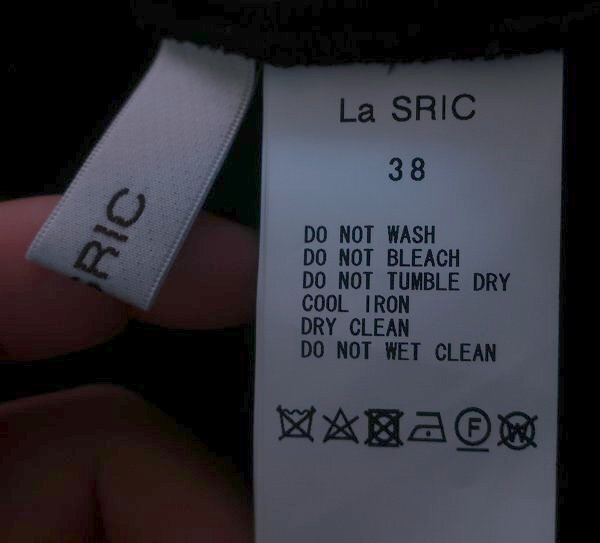 La SRIC
38
DO NOT WASH
DO NOT BLEACH
DO NOT TUMBLE DRY
COOL IRON
DRY CLEAN
DO NOT WET CLEAN
F W
RIC